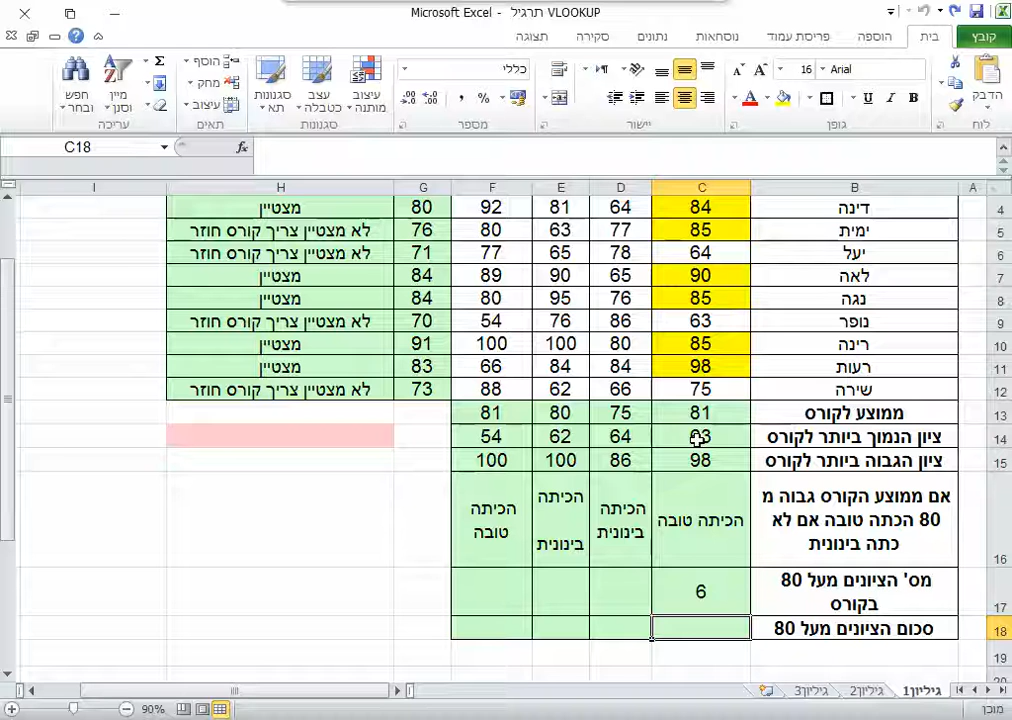 Microsoft Excel - תרגיל VLOOKUP
קובץ בית הוספה פריסת עמוד נוסחאות נתונים סקירה תצוגה
הדבק Arial 16 כללי עיצוב מותנה עיצוב כטבלה סגנונות תא הוסף מחק עיצוב מיין וסנן חפש ובחר
B I U % Σ
לוח גופן יישור מספר סגנונות תאים עריכה
C18 fx
A B C D E F G H I
4 דינה 84 64 81 92 80 מצטיין
5 ימית 85 77 63 80 76 לא מצטיין צריך קורס חוזר
6 יעל 64 78 65 77 71 לא מצטיין צריך קורס חוזר
7 לאה 90 65 90 89 84 מצטיין
8 נגה 85 76 95 80 84 מצטיין
9 נופר 63 86 76 54 70 לא מצטיין צריך קורס חוזר
10 רינה 85 80 100 100 91 מצטיין
11 רעות 98 84 84 66 83 מצטיין
12 שירה 75 66 62 88 73 לא מצטיין צריך קורס חוזר
13 ממוצע לקורס 81 75 80 81
14 ציון הנמוך ביותר לקורס 63 64 62 54
15 ציון הגבוה ביותר לקורס 98 86 100 100
אם ממוצע הקורס גבוה מ
80 הכתה טובה אם לא
כתה בינונית
16
הכיתה טובה
הכיתה
בינונית
הכיתה
בינונית
הכיתה
טובה
מס' הציונים מעל 80
בקורס
17
6
18 סכום הציונים מעל 80
19
גיליון1 גיליון2 גיליון3
מוכן 90%